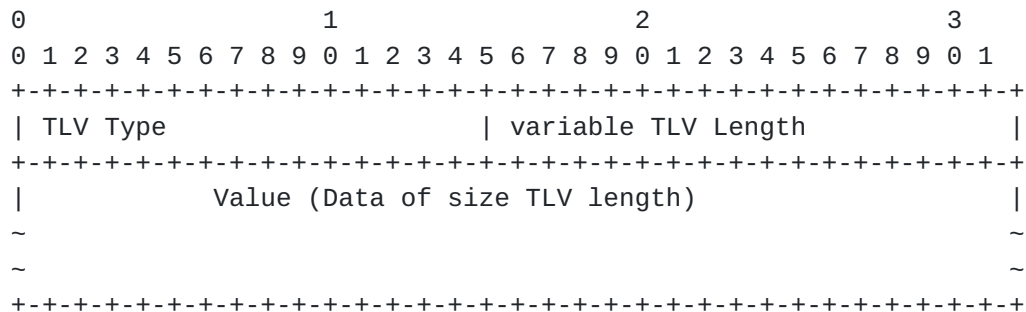 0                   1                   2                   3
0 1 2 3 4 5 6 7 8 9 0 1 2 3 4 5 6 7 8 9 0 1 2 3 4 5 6 7 8 9 0 1
+-+-+-+-+-+-+-+-+-+-+-+-+-+-+-+-+-+-+-+-+-+-+-+-+-+-+-+-+-+-+-+-+
| TLV Type                    | variable TLV Length             |
+-+-+-+-+-+-+-+-+-+-+-+-+-+-+-+-+-+-+-+-+-+-+-+-+-+-+-+-+-+-+-+-+
|            Value (Data of size TLV length)                    |
~                                                               ~
~                                                               ~
+-+-+-+-+-+-+-+-+-+-+-+-+-+-+-+-+-+-+-+-+-+-+-+-+-+-+-+-+-+-+-+-+